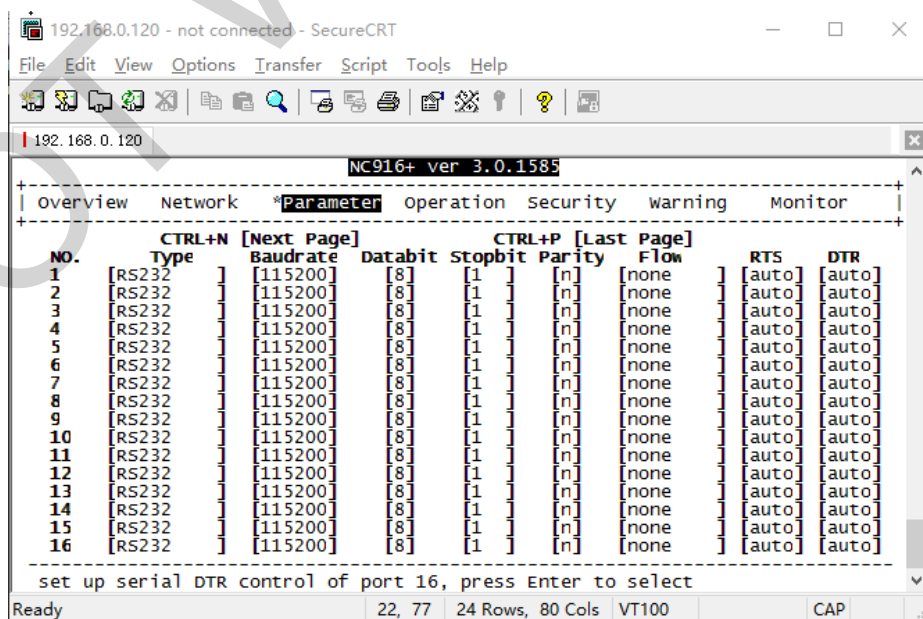 192.168.0.120 - not connected - SecureCRT
File Edit View Options Transfer Script Tools Help
192.168.0.120
NC916+ ver 3.0.1585
Overview Network *Parameter Operation Security Warning Monitor
CTRL+N [Next Page] CTRL+P [Last Page]
NO. Type Baudrate Databit Stopbit Parity Flow RTS DTR
1 [RS232 ] [115200] [8] [1 ] [n] [none ] [auto] [auto]
2 [RS232 ] [115200] [8] [1 ] [n] [none ] [auto] [auto]
3 [RS232 ] [115200] [8] [1 ] [n] [none ] [auto] [auto]
4 [RS232 ] [115200] [8] [1 ] [n] [none ] [auto] [auto]
5 [RS232 ] [115200] [8] [1 ] [n] [none ] [auto] [auto]
6 [RS232 ] [115200] [8] [1 ] [n] [none ] [auto] [auto]
7 [RS232 ] [115200] [8] [1 ] [n] [none ] [auto] [auto]
8 [RS232 ] [115200] [8] [1 ] [n] [none ] [auto] [auto]
9 [RS232 ] [115200] [8] [1 ] [n] [none ] [auto] [auto]
10 [RS232 ] [115200] [8] [1 ] [n] [none ] [auto] [auto]
11 [RS232 ] [115200] [8] [1 ] [n] [none ] [auto] [auto]
12 [RS232 ] [115200] [8] [1 ] [n] [none ] [auto] [auto]
13 [RS232 ] [115200] [8] [1 ] [n] [none ] [auto] [auto]
14 [RS232 ] [115200] [8] [1 ] [n] [none ] [auto] [auto]
15 [RS232 ] [115200] [8] [1 ] [n] [none ] [auto] [auto]
16 [RS232 ] [115200] [8] [1 ] [n] [none ] [auto] [auto]
set up serial DTR control of port 16, press Enter to select
Ready 22, 77 24 Rows, 80 Cols VT100 CAP